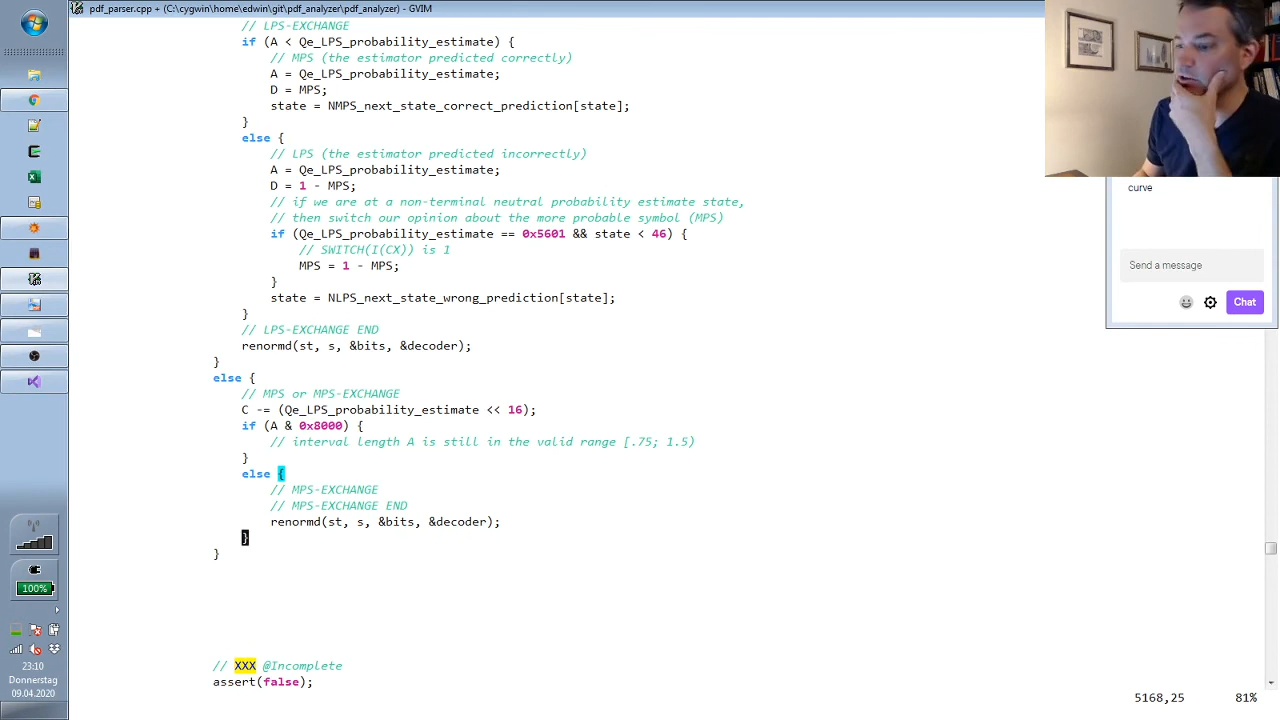 pdf_parser.cpp + (C:\cygwin\home\edwin\git\pdf_analyzer\pdf_analyzer) - GVIM
// LPS-EXCHANGE
if (A < Qe_LPS_probability_estimate) {
// MPS (the estimator predicted correctly)
A = Qe_LPS_probability_estimate;
D = MPS;
state = NMPS_next_state_correct_prediction[state];
}
else {
// LPS (the estimator predicted incorrectly)
A = Qe_LPS_probability_estimate;
D = 1 - MPS;
// if we are at a non-terminal neutral probability estimate state,
// then switch our opinion about the more probable symbol (MPS)
if (Qe_LPS_probability_estimate == 0x5601 && state < 46) {
// SWITCH(I(CX)) is 1
MPS = 1 - MPS;
}
state = NLPS_next_state_wrong_prediction[state];
}
// LPS-EXCHANGE END
renormd(st, s, &bits, &decoder);
}
else {
// MPS or MPS-EXCHANGE
C -= (Qe_LPS_probability_estimate << 16);
if (A & 0x8000) {
// interval length A is still in the valid range [.75; 1.5)
}
else {
// MPS-EXCHANGE
// MPS-EXCHANGE END
renormd(st, s, &bits, &decoder);
}
}
// XXX @Incomplete
assert(false);
5168,25 81%
curve
Send a message
Chat
100%
23:10
Donnerstag
09.04.2020